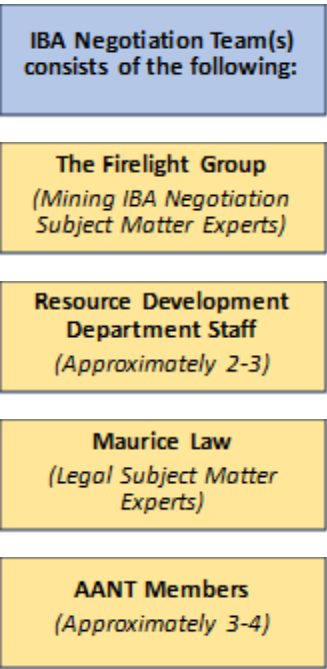 IBA Negotiation Team(s)
consists of the following:
The Firelight Group
(Mining IBA Negotiation
Subject Matter Experts)
Resource Development
Department Staff
(Approximately 2-3)
Maurice Law
(Legal Subject Matter
Experts)
AANT Members
(Approximately 3-4)